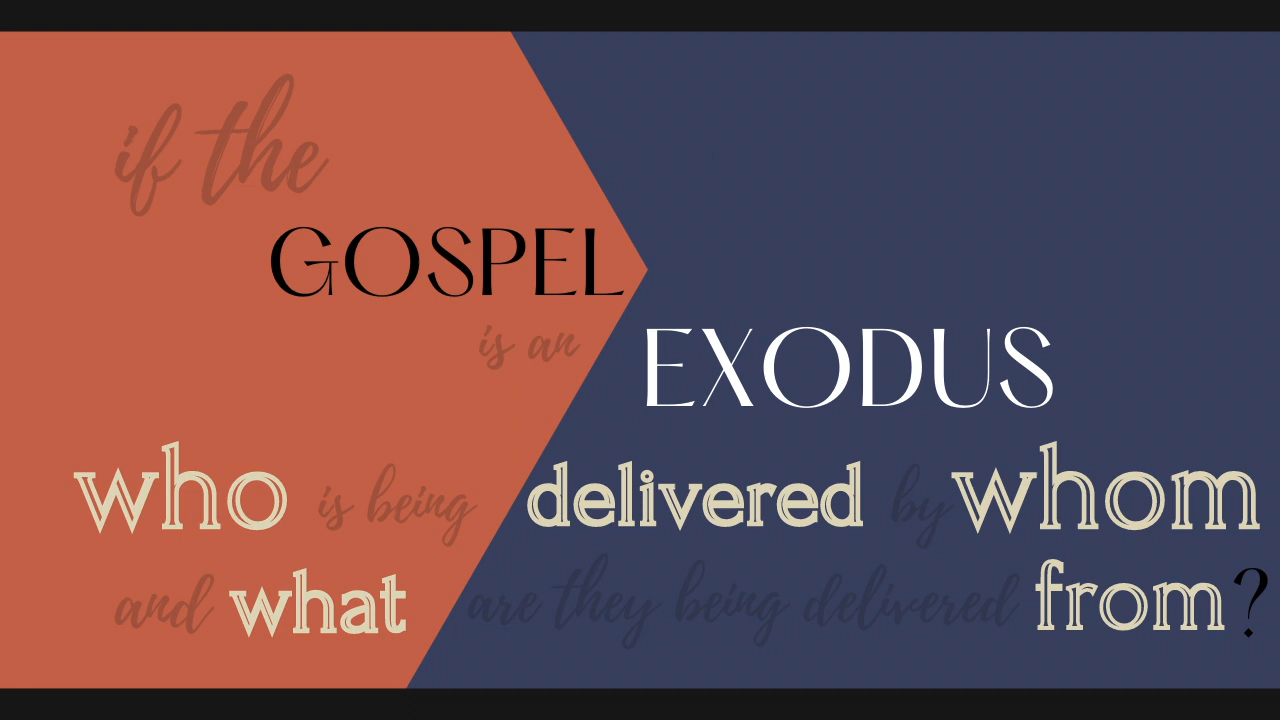 if the
GOSPEL
is an
EXODUS
who is being delivered by whom
and what are they being delivered from?